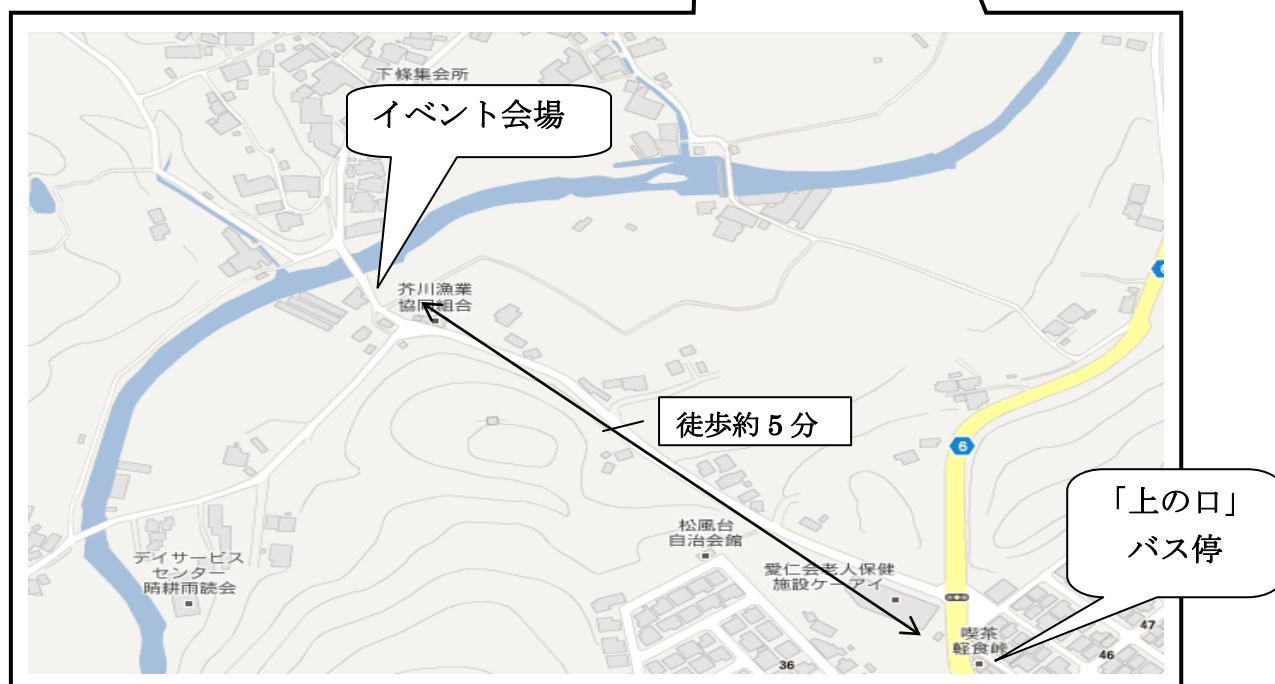 下條集会所
イベント会場
芥川漁業
協同組合
徒歩約5分
6
6
「上の口」
バス停
松風台
自治会館
デイサービス
センター
晴耕雨読会
愛仁会老人保健
施設ケーアイ
喫茶
軽食峠
47
46
36